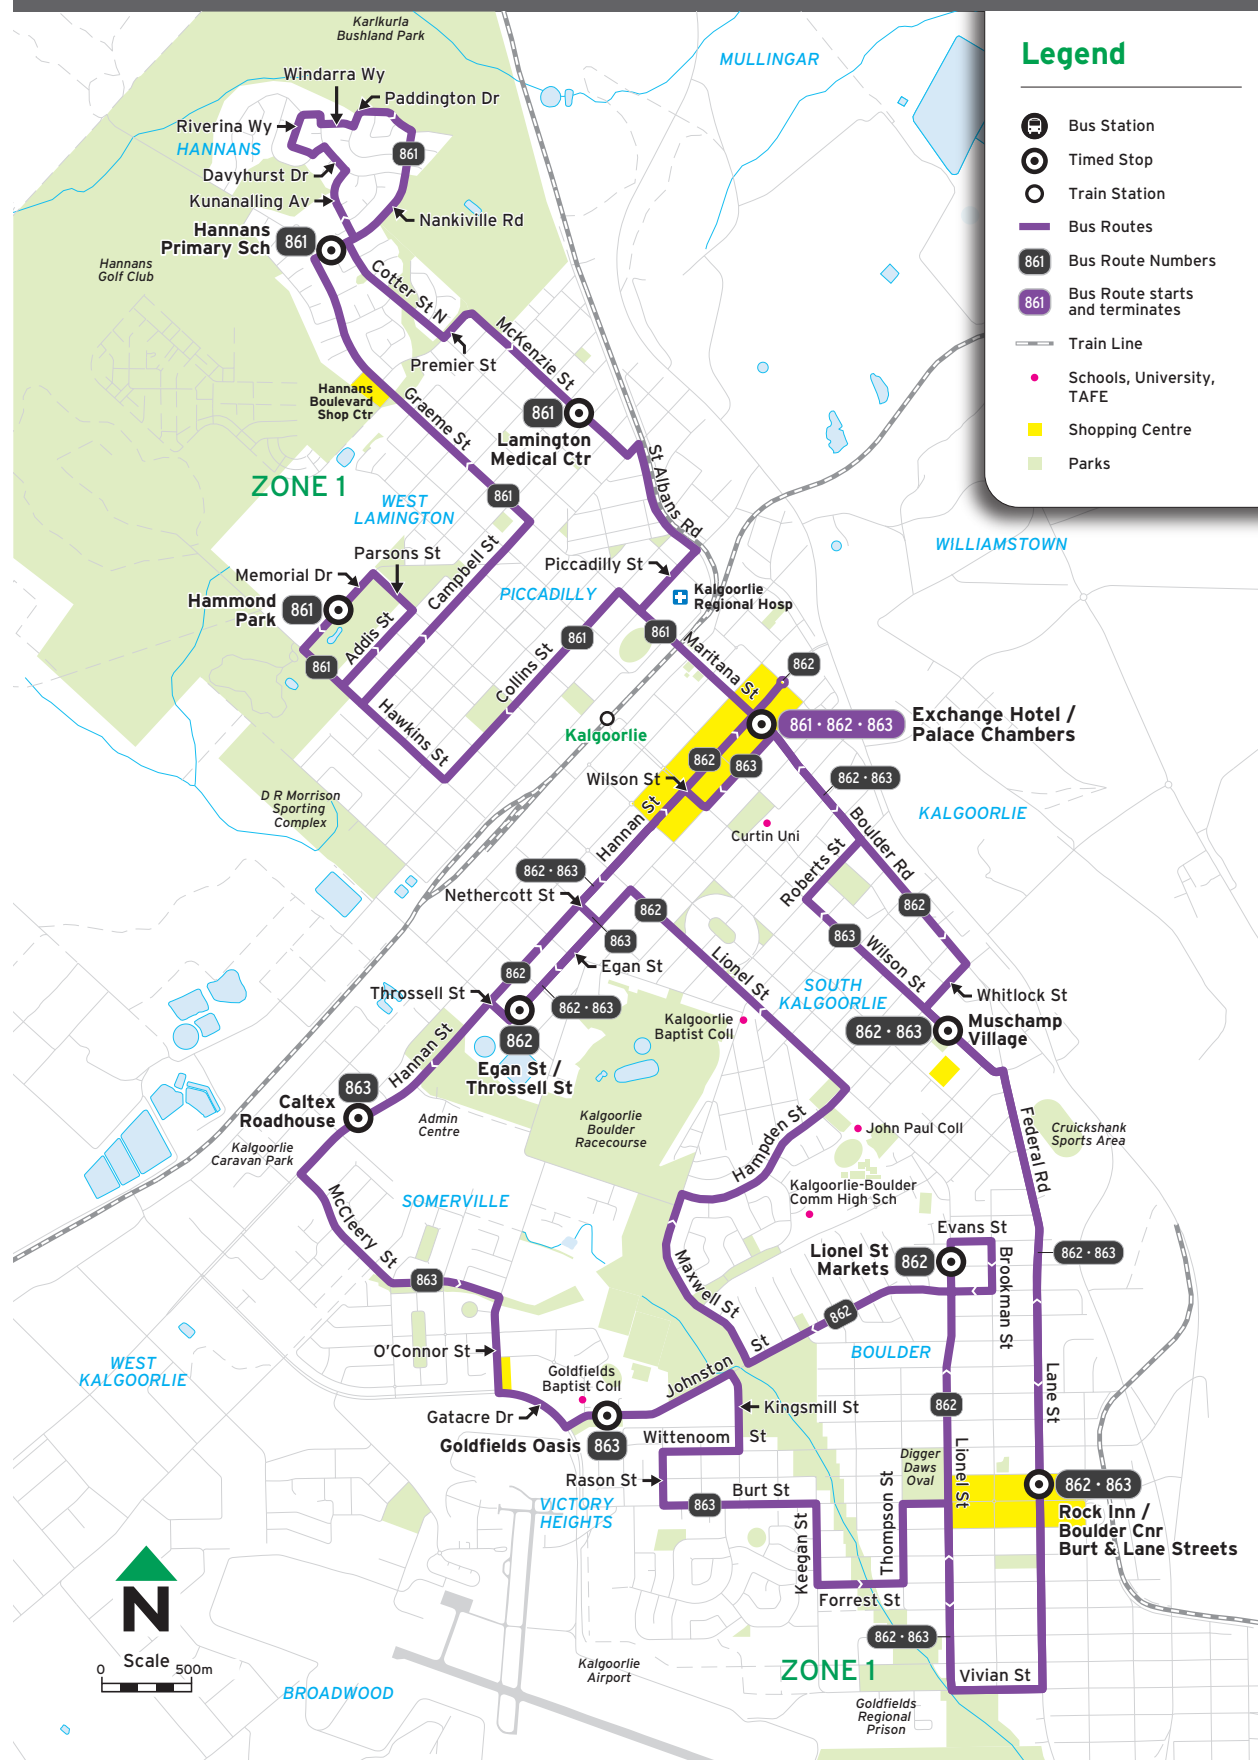 Karlkurla
Bushland Park
MULLINGAR
Legend
Bus Station
Timed Stop
Train Station
Bus Routes
861
Bus Route Numbers
861
Bus Route starts
and terminates
Train Line
Schools, University,
TAFE
Shopping Centre
Parks
Windarra Wy
Paddington Dr
Riverina Wy
HANNANS
861
Davyhurst Dr
Kunanalling Av
Nankiville Rd
Hannans
Primary Sch
861
Hannans
Golf Club
Cotter St N
McKenzie St
Premier St
Hannans
Boulevard
Shop Ctr
Graeme St
861
Lamington
Medical Ctr
St Albans Rd
ZONE 1
861
WEST
LAMINGTON
WILLIAMSTOWN
Parsons St
Campbell St
Memorial Dr
Piccadilly St
PICCADILLY
Kalgoorlie
Regional Hosp
Hammond
Park
861
Addis St
861
861
861
Maritana St
862
Collins St
Hawkins St
Kalgoorlie
861 · 862 · 863
Exchange Hotel /
Palace Chambers
862
863
Wilson St
862 · 863
D R Morrison
Sporting
Complex
Hannan St
Curtin Uni
KALGOORLIE
Boulder Rd
Roberts St
862 · 863
Nethercott St
862
862
863
863
Wilson St
Egan St
862
Lionel St
SOUTH
KALGOORLIE
Throssell St
862 · 863
Whitlock St
Kalgoorlie
Baptist Coll
862 · 863
Muschamp
Village
862
Hannan St
Egan St /
Throssell St
863
Caltex
Roadhouse
Admin
Centre
Kalgoorlie
Boulder
Racecourse
Hampden St
John Paul Coll
Federal Rd
Cruickshank
Sports Area
Kalgoorlie
Caravan Park
McCleery St
SOMERVILLE
Kalgoorlie-Boulder
Comm High Sch
Evans St
Lionel St
Markets
862
Brookman St
862 · 863
863
Maxwell St
862
O'Connor St
WEST
KALGOORLIE
BOULDER
Goldfields
Baptist Coll
Johnston St
Lane St
Gatacre Dr
Kingsmill St
862
Goldfields Oasis
863
Wittenoom St
Rason St
Digger
Daws
Oval
Lionel St
863
Burt St
862 · 863
VICTORY
HEIGHTS
Rock Inn /
Boulder Cnr
Burt & Lane Streets
Keegan St
Thompson St
Forrest St
N
862 · 863
Scale
0 500m
Kalgoorlie
Airport
ZONE 1
Vivian St
BROADWOOD
Goldfields
Regional
Prison